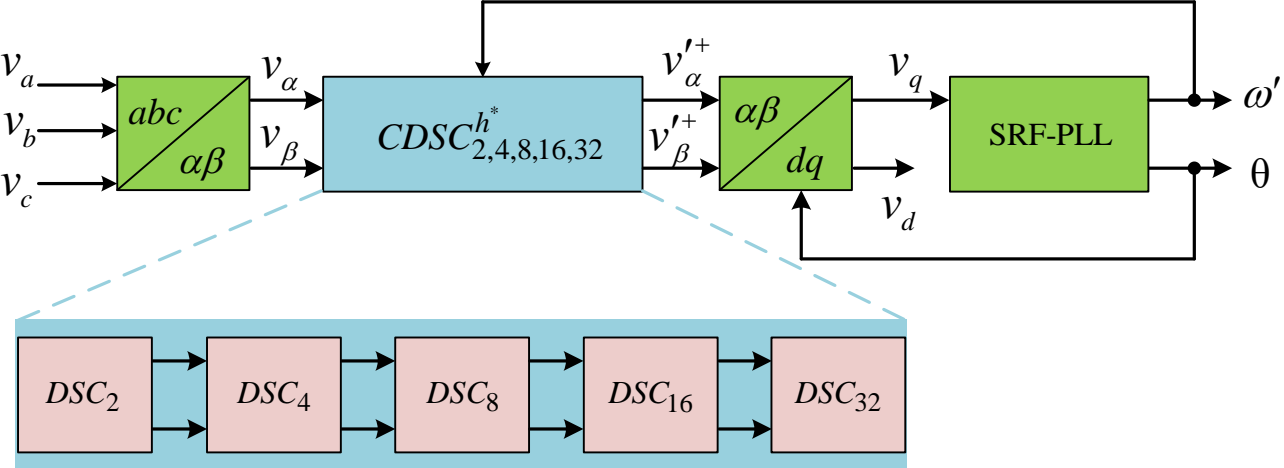 v_a
v_b
v_c
abc
αβ
v_α
v_β
CDSC^{h*}_{2,4,8,16,32}
v'^+_α
v'^+_β
αβ
dq
v_q
v_d
SRF-PLL
ω'
θ
DSC_2
DSC_4
DSC_8
DSC_16
DSC_32